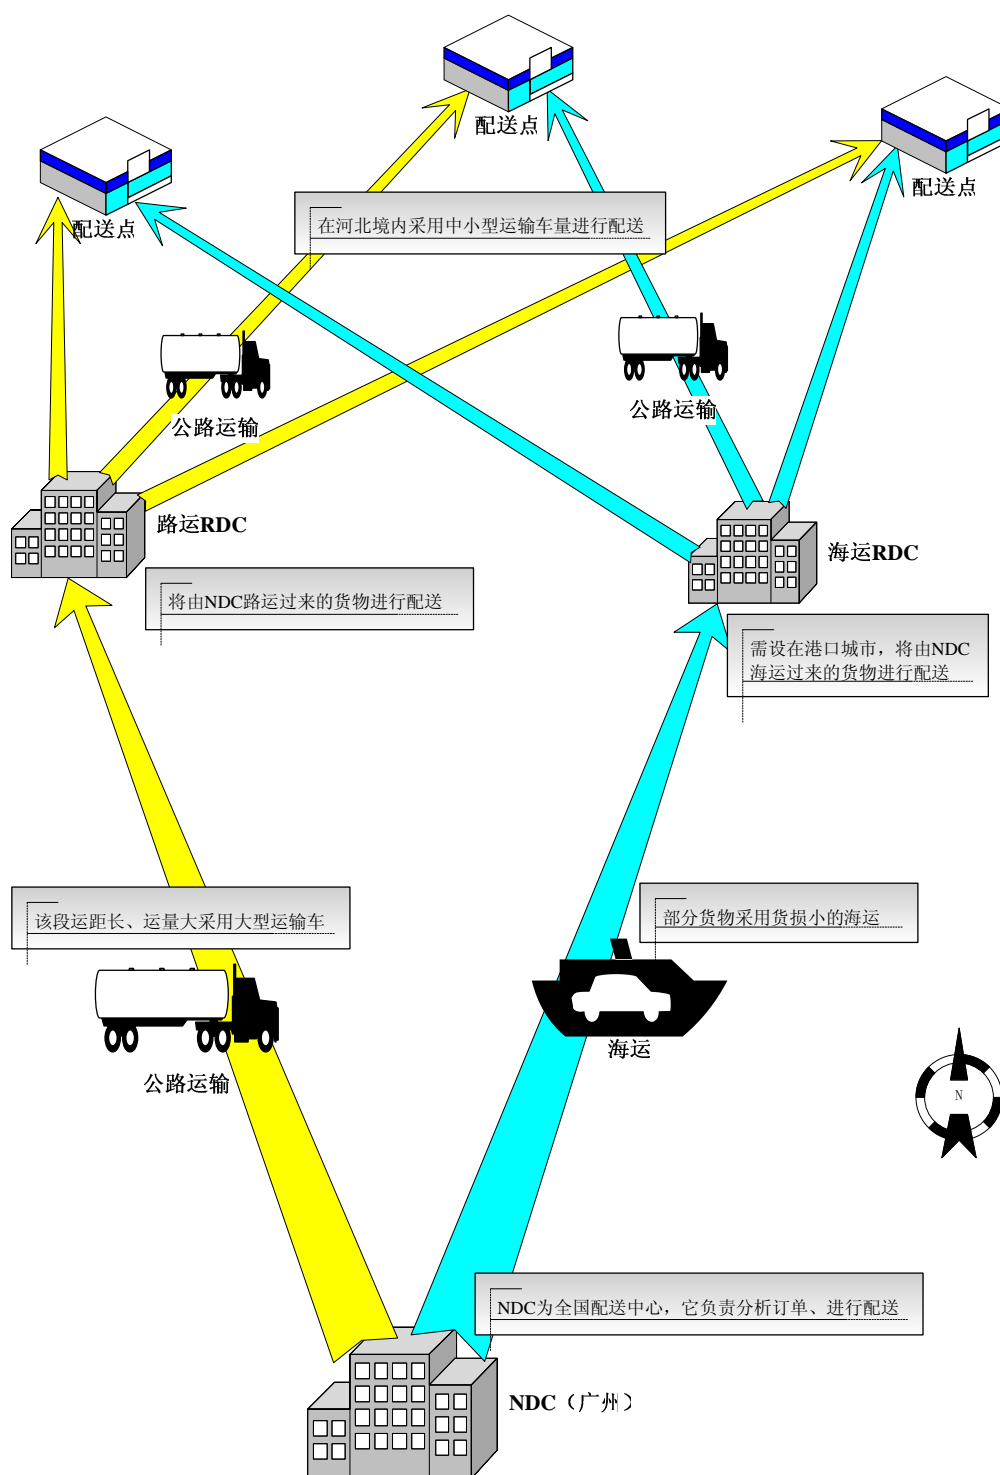 配送点
配送点
配送点
在河北境内采用中小型运输车量进行配送
公路运输
公路运输
路运RDC
海运RDC
将由NDC路运过来的货物进行配送
需设在港口城市，将由NDC
海运过来的货物进行配送
该段运距长、运量大采用大型运输车
部分货物采用货损小的海运
海运
公路运输
N
NDC为全国配送中心，它负责分析订单、进行配送
NDC（广州）